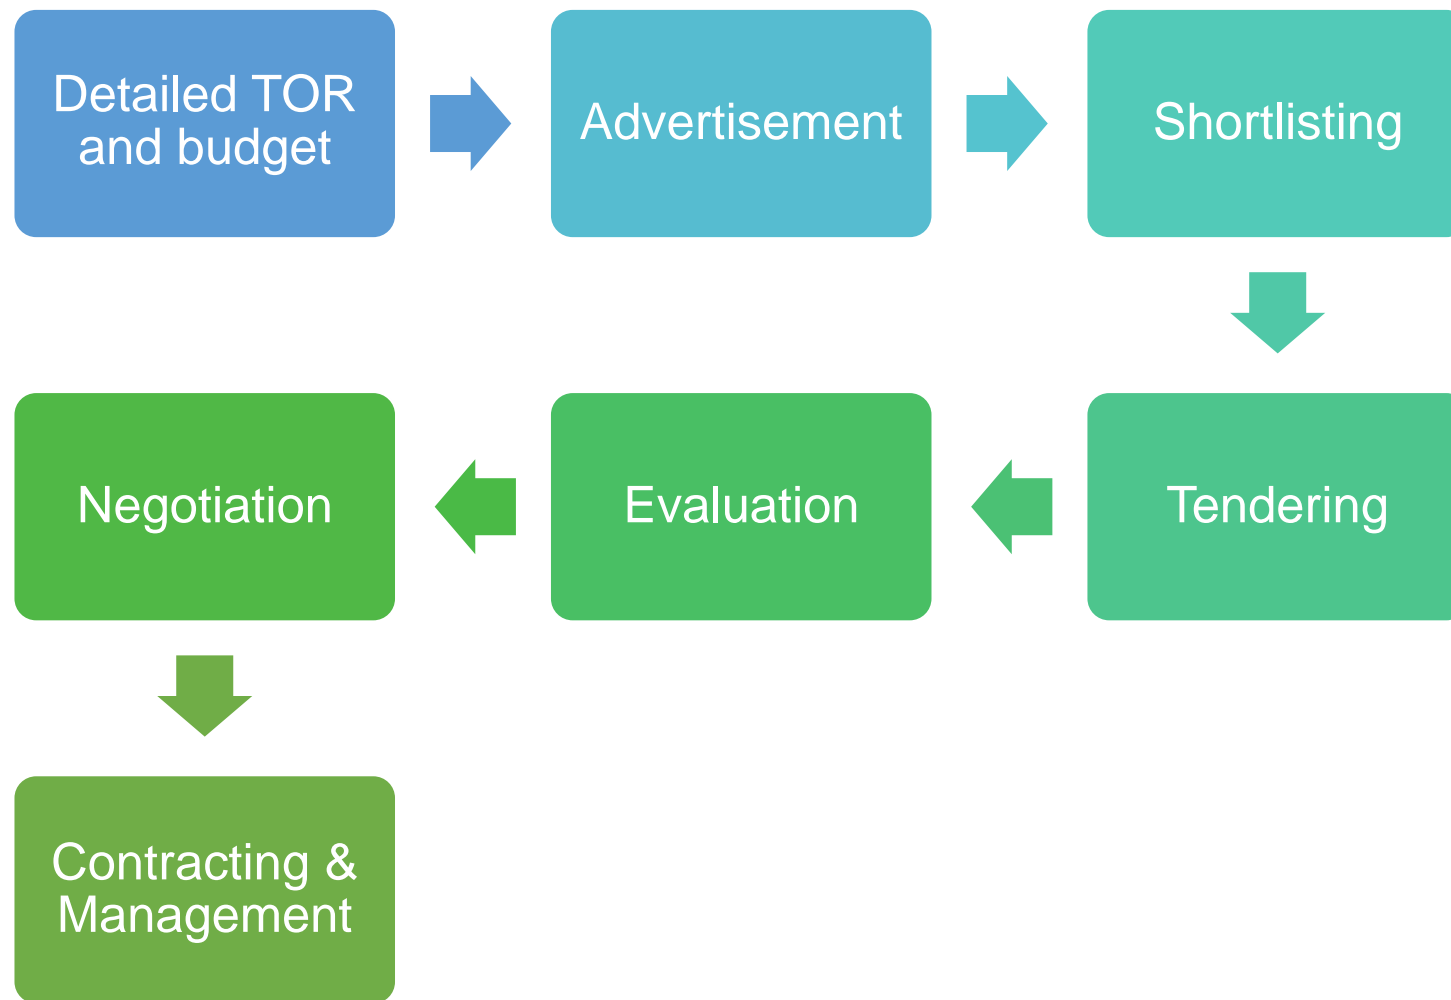 Detailed TOR
and budget
Advertisement
Shortlisting
Tendering
Evaluation
Negotiation
Contracting &
Management